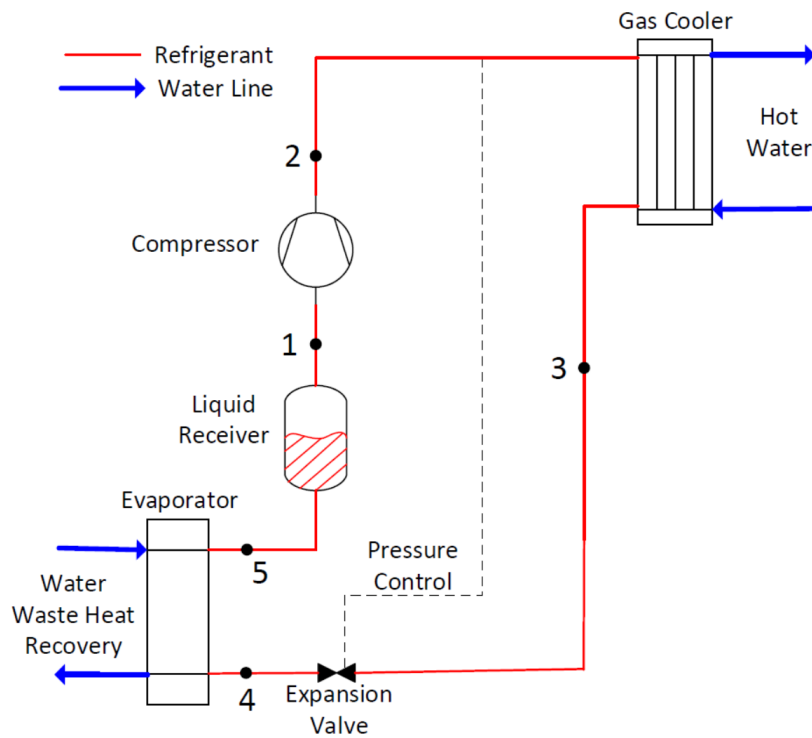 Gas Cooler
Refrigerant
Water Line
Hot
Water
2
Compressor
1
3
Liquid
Receiver
Evaporator
Pressure
Control
5
Water
Waste Heat
Recovery
4
Expansion
Valve